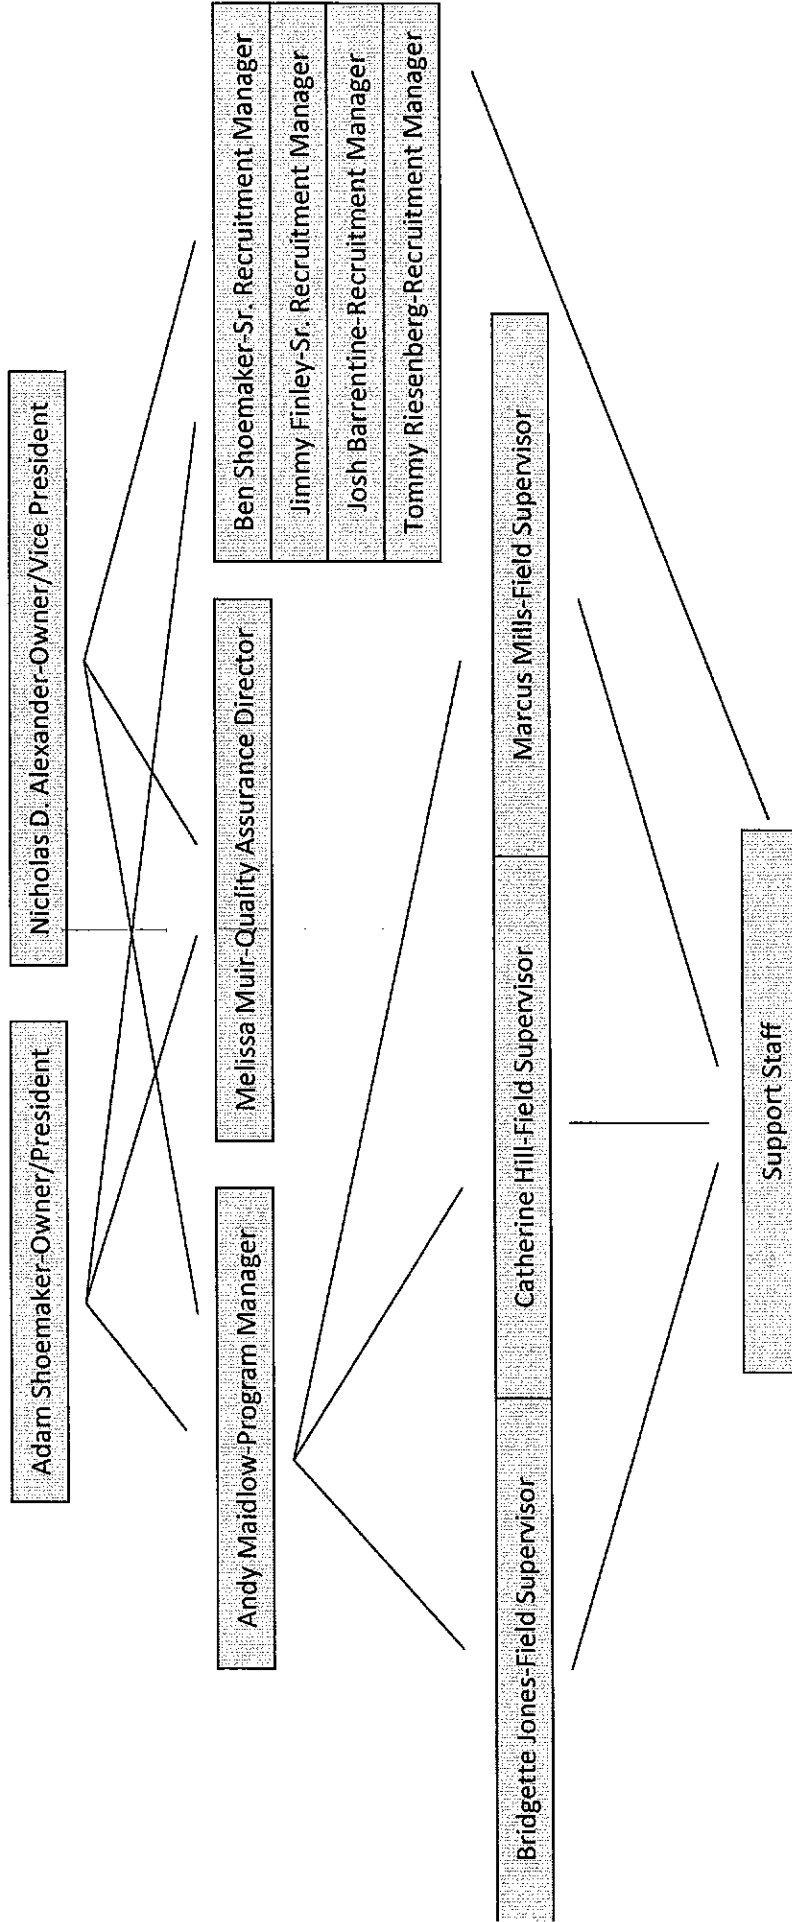 Adam Shoemaker-Owner/President
Nicholas D. Alexander-Owner/Vice President
Andy Maidlow-Program Manager
Melissa Muir-Quality Assurance Director
Ben Shoemaker-Sr. Recruitment Manager
Jimmy Finley-Sr. Recruitment Manager
Josh Barrentine-Recruitment Manager
Tommy Riesenberg-Recruitment Manager
Bridgette Jones-Field Supervisor
Catherine Hill-Field Supervisor
Marcus Mills-Field Supervisor
Support Staff